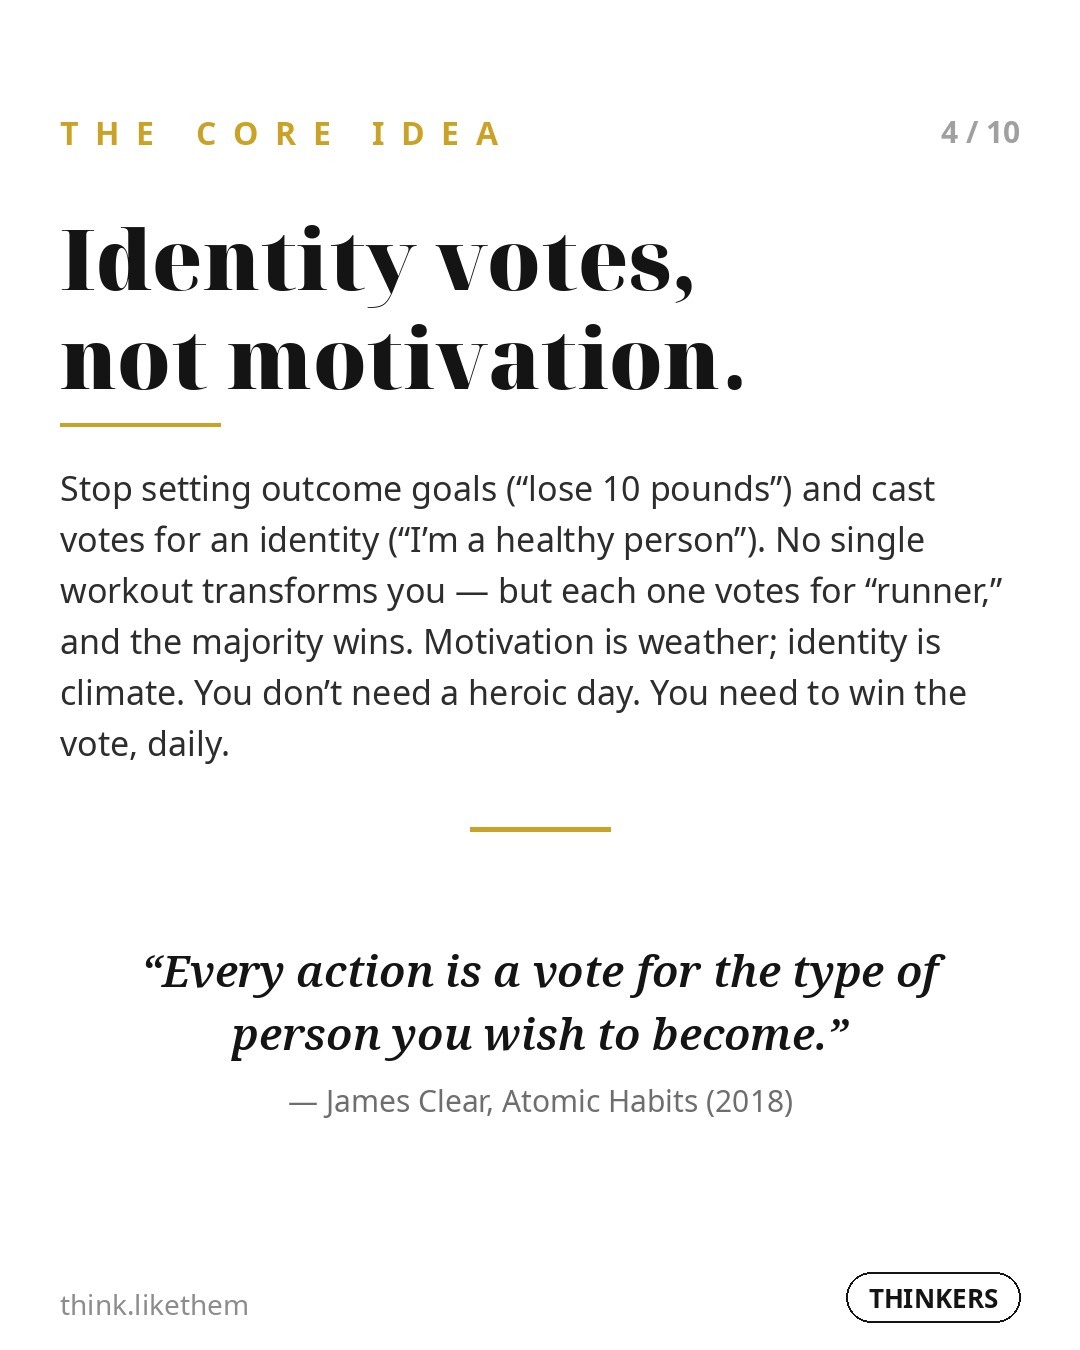 THE CORE IDEA
4 / 10
Identity votes,
not motivation.
Stop setting outcome goals (“lose 10 pounds”) and cast
votes for an identity (“I’m a healthy person”). No single
workout transforms you — but each one votes for “runner,”
and the majority wins. Motivation is weather; identity is
climate. You don’t need a heroic day. You need to win the
vote, daily.
“Every action is a vote for the type of
person you wish to become.”
— James Clear, Atomic Habits (2018)
think.likethem
THINKERS